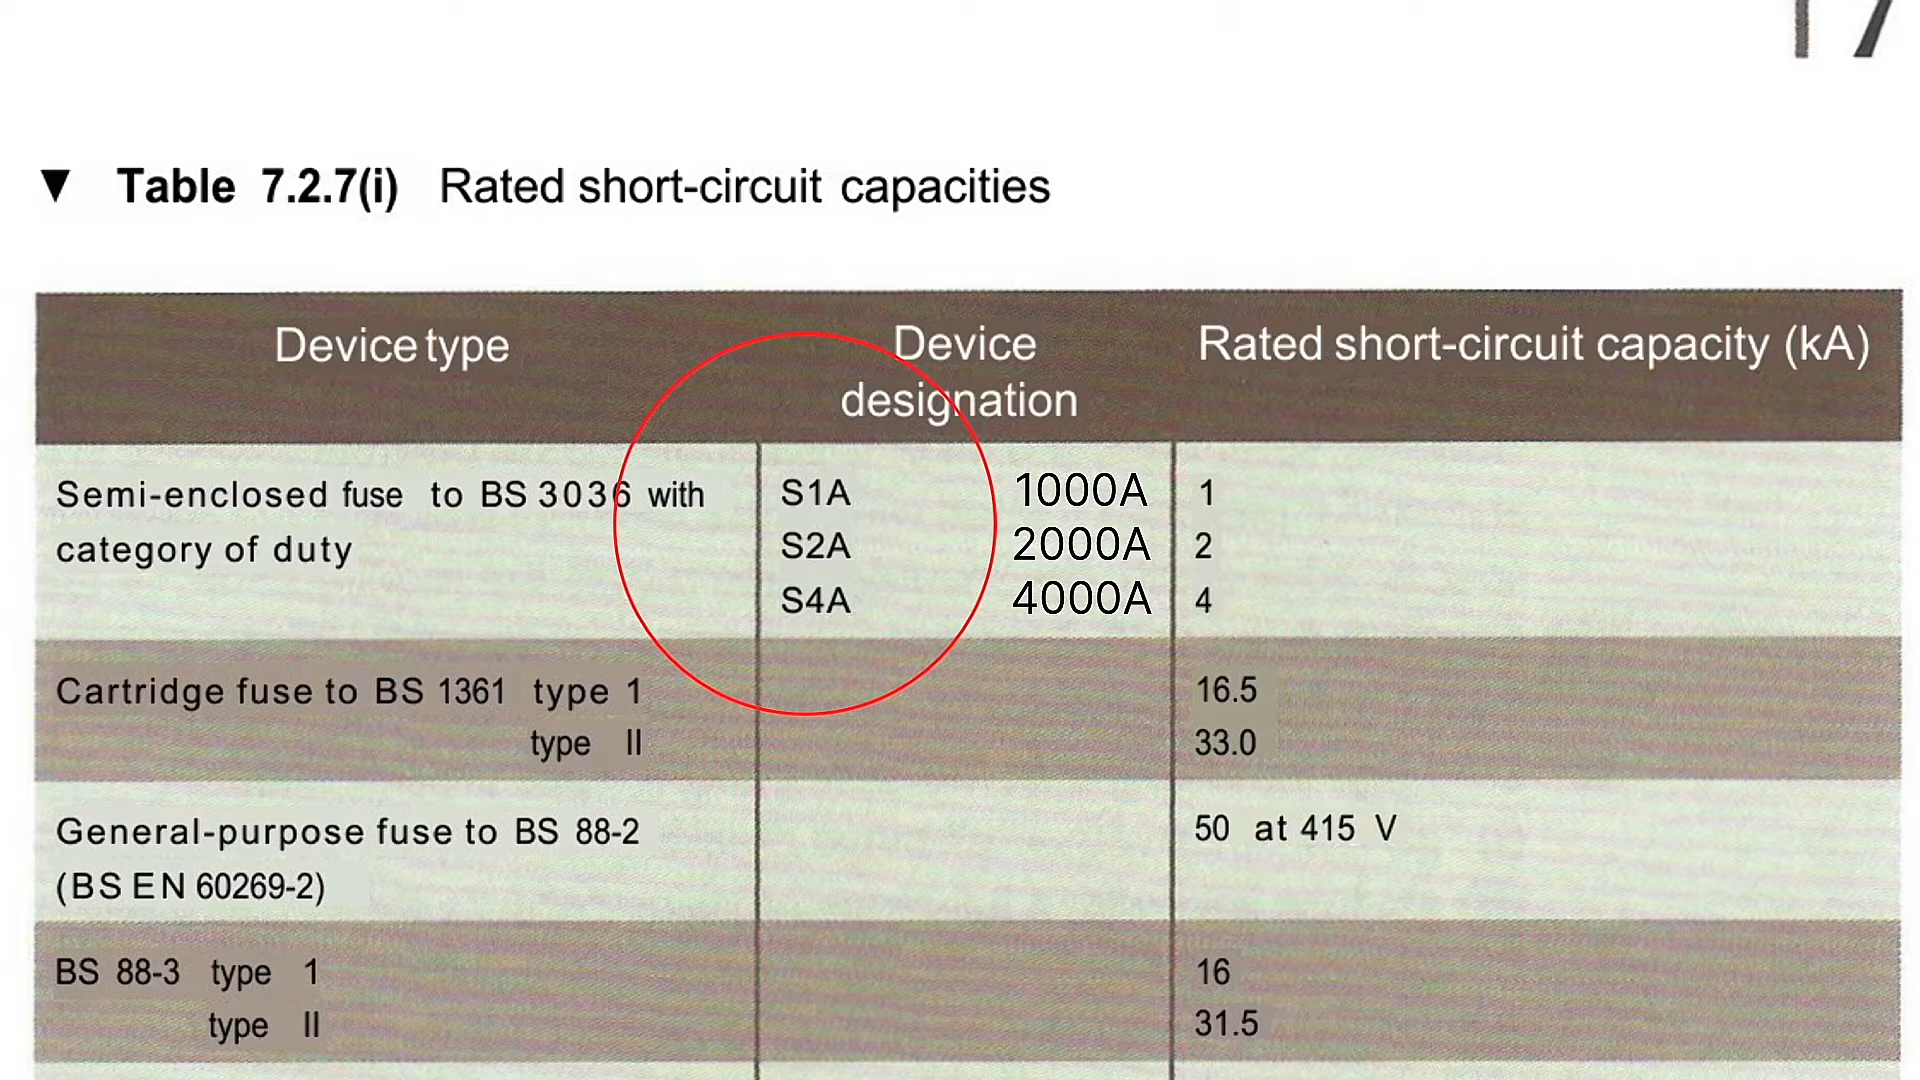 17
▼ Table 7.2.7(i) Rated short-circuit capacities
Device type
Device designation
Rated short-circuit capacity (kA)
Semi-enclosed fuse to BS 3036 with
category of duty
S1A 1000A 1
S2A 2000A 2
S4A 4000A 4
Cartridge fuse to BS 1361 type 1 16.5
type II 33.0
General-purpose fuse to BS 88-2 50 at 415 V
(BS EN 60269-2)
BS 88-3 type 1 16
type II 31.5